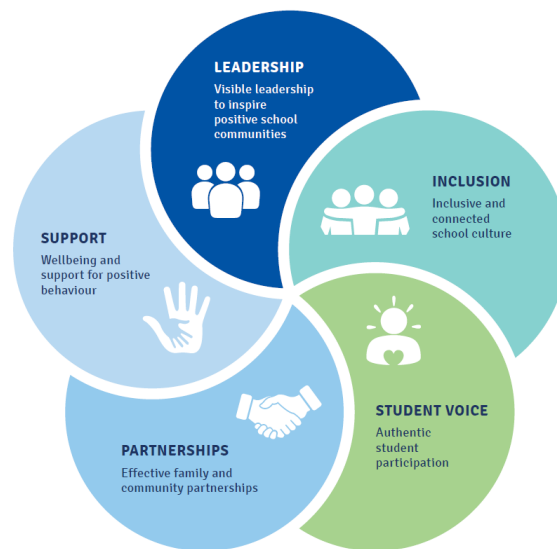 LEADERSHIP
Visible leadership
to inspire
positive school
communities
INCLUSION
Inclusive and
connected
school culture
STUDENT VOICE
Authentic
student
participation
PARTNERSHIPS
Effective family and
community partnerships
SUPPORT
Wellbeing and
support for positive
behaviour